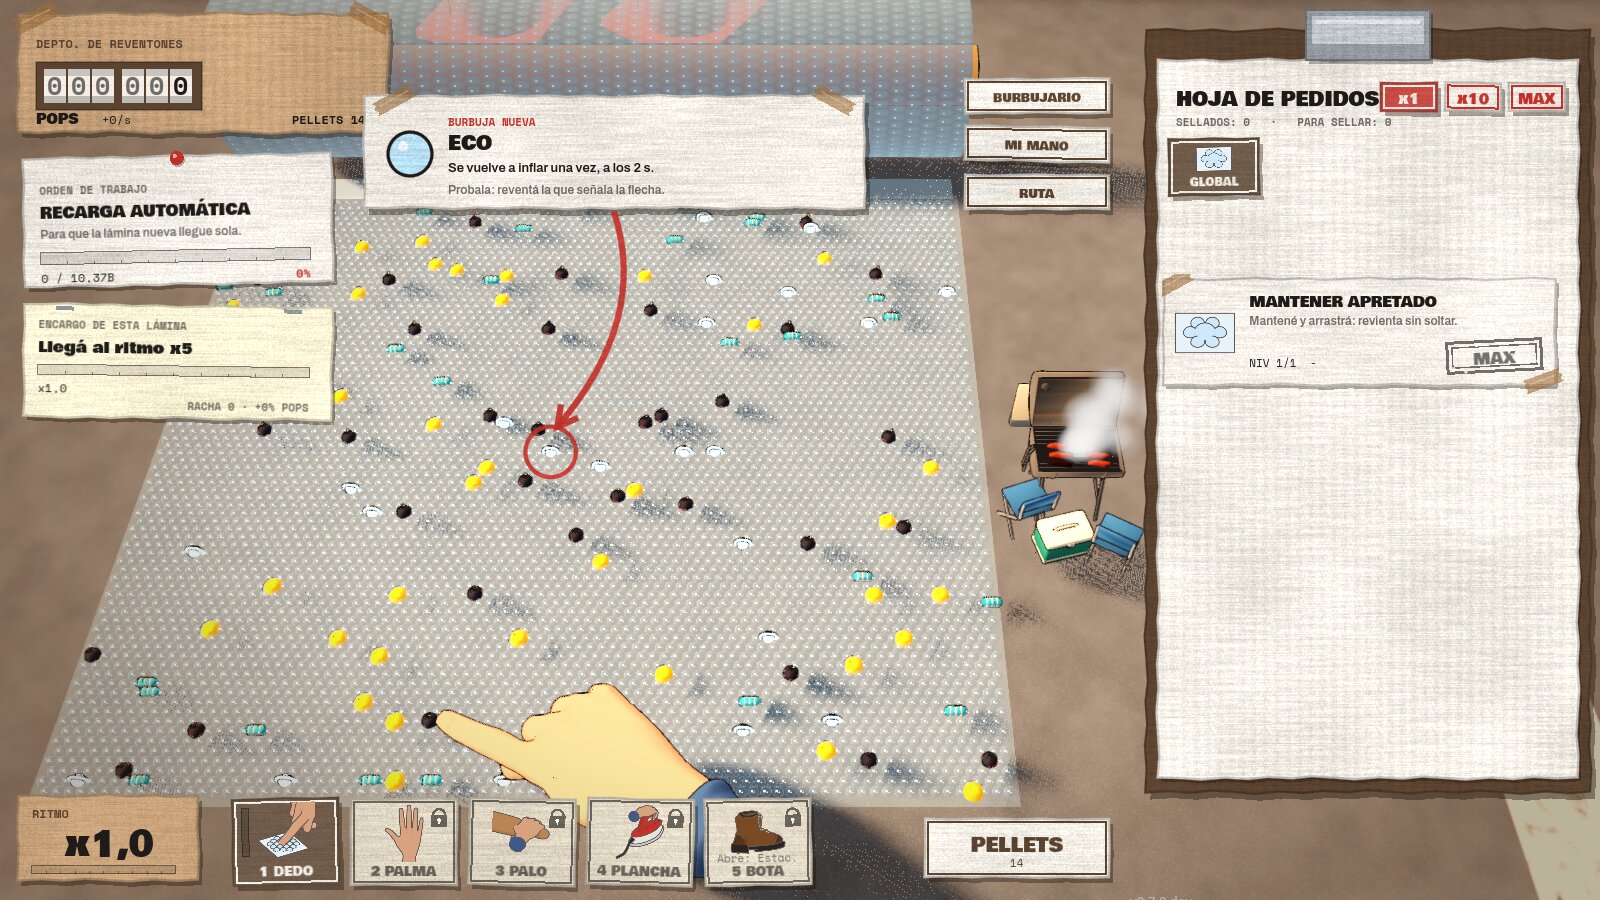 DEPTO. DE REVENTONES
000000
POPS +0/s PELLETS 14
BURBUJA NUEVA
ECO
Se vuelve a inflar una vez, a los 2 s.
Probala: reventá la que señala la flecha.
BURBUJARIO
MI MANO
RUTA
ORDEN DE TRABAJO
RECARGA AUTOMÁTICA
Para que la lámina nueva llegue sola.
0 / 10.37B 0%
ENCARGO DE ESTA LÁMINA
Llegá al ritmo x5
x1,0
RACHA 0 · +0% POPS
HOJA DE PEDIDOS x1 x10 MAX
SELLADOS: 0 · PARA SELLAR: 0
GLOBAL
MANTENER APRETADO
Mantené y arrastrá: revienta sin soltar.
NIV 1/1 -
MAX
RITMO
x1,0
1 DEDO
2 PALMA
3 PALO
4 PLANCHA
Abre: Estac.
5 BOTA
PELLETS
14